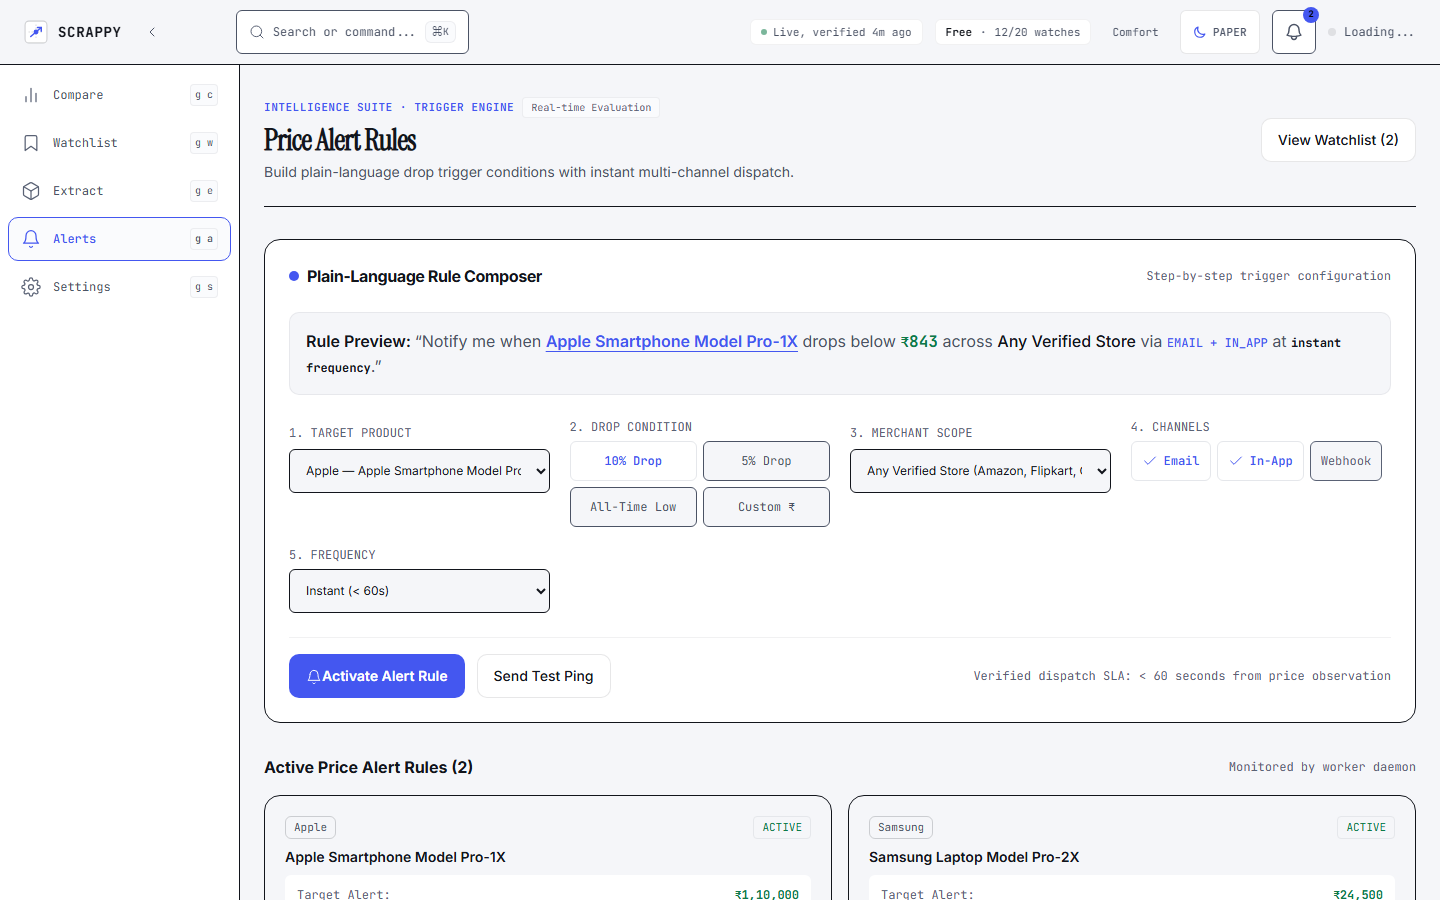 SCRAPPY
Search or command...
⌘K
Live, verified 4m ago
Free · 12/20 watches
Comfort
PAPER
2
Loading...
Compare
g c
Watchlist
g w
Extract
g e
Alerts
g a
Settings
g s
INTELLIGENCE SUITE · TRIGGER ENGINE
Real-time Evaluation
Price Alert Rules
Build plain-language drop trigger conditions with instant multi-channel dispatch.
View Watchlist (2)
Plain-Language Rule Composer
Step-by-step trigger configuration
Rule Preview: “Notify me when Apple Smartphone Model Pro-1X drops below ₹843 across Any Verified Store via EMAIL + IN_APP at instant
frequency.”
1. TARGET PRODUCT
Apple — Apple Smartphone Model Pro
2. DROP CONDITION
10% Drop
5% Drop
All-Time Low
Custom ₹
3. MERCHANT SCOPE
Any Verified Store (Amazon, Flipkart,
4. CHANNELS
Email
In-App
Webhook
5. FREQUENCY
Instant (< 60s)
Activate Alert Rule
Send Test Ping
Verified dispatch SLA: < 60 seconds from price observation
Active Price Alert Rules (2)
Monitored by worker daemon
Apple
ACTIVE
Apple Smartphone Model Pro-1X
Target Alert:
₹1,10,000
Samsung
ACTIVE
Samsung Laptop Model Pro-2X
Target Alert:
₹24,500